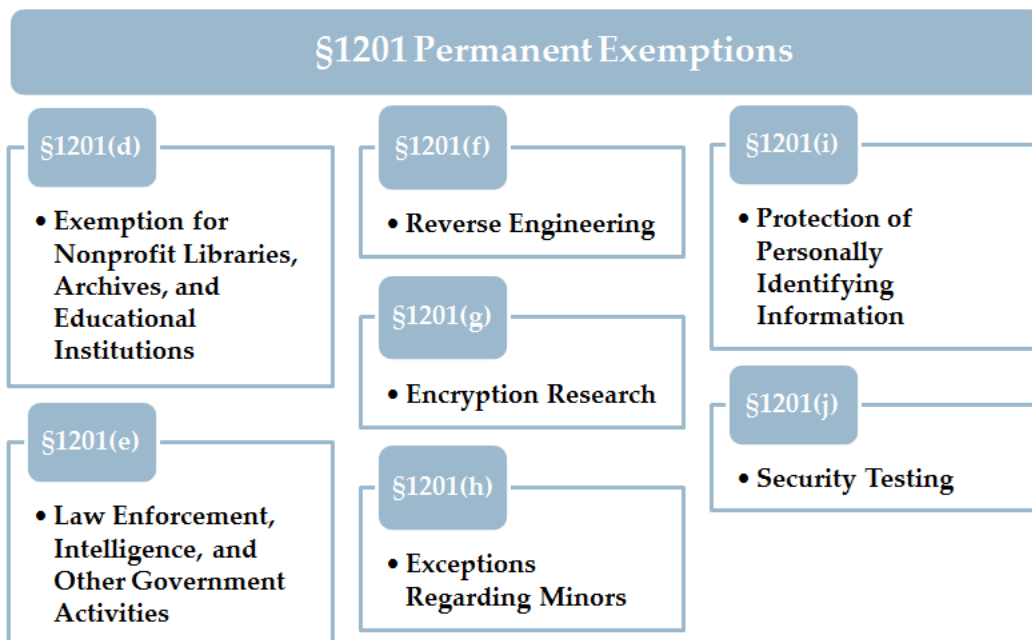 §1201 Permanent Exemptions
§1201(d)
• Exemption for
Nonprofit Libraries,
Archives, and
Educational
Institutions
§1201(e)
• Law Enforcement,
Intelligence, and
Other Government
Activities
§1201(f)
• Reverse Engineering
§1201(g)
• Encryption Research
§1201(h)
• Exceptions
Regarding Minors
§1201(i)
• Protection of
Personally
Identifying
Information
§1201(j)
• Security Testing